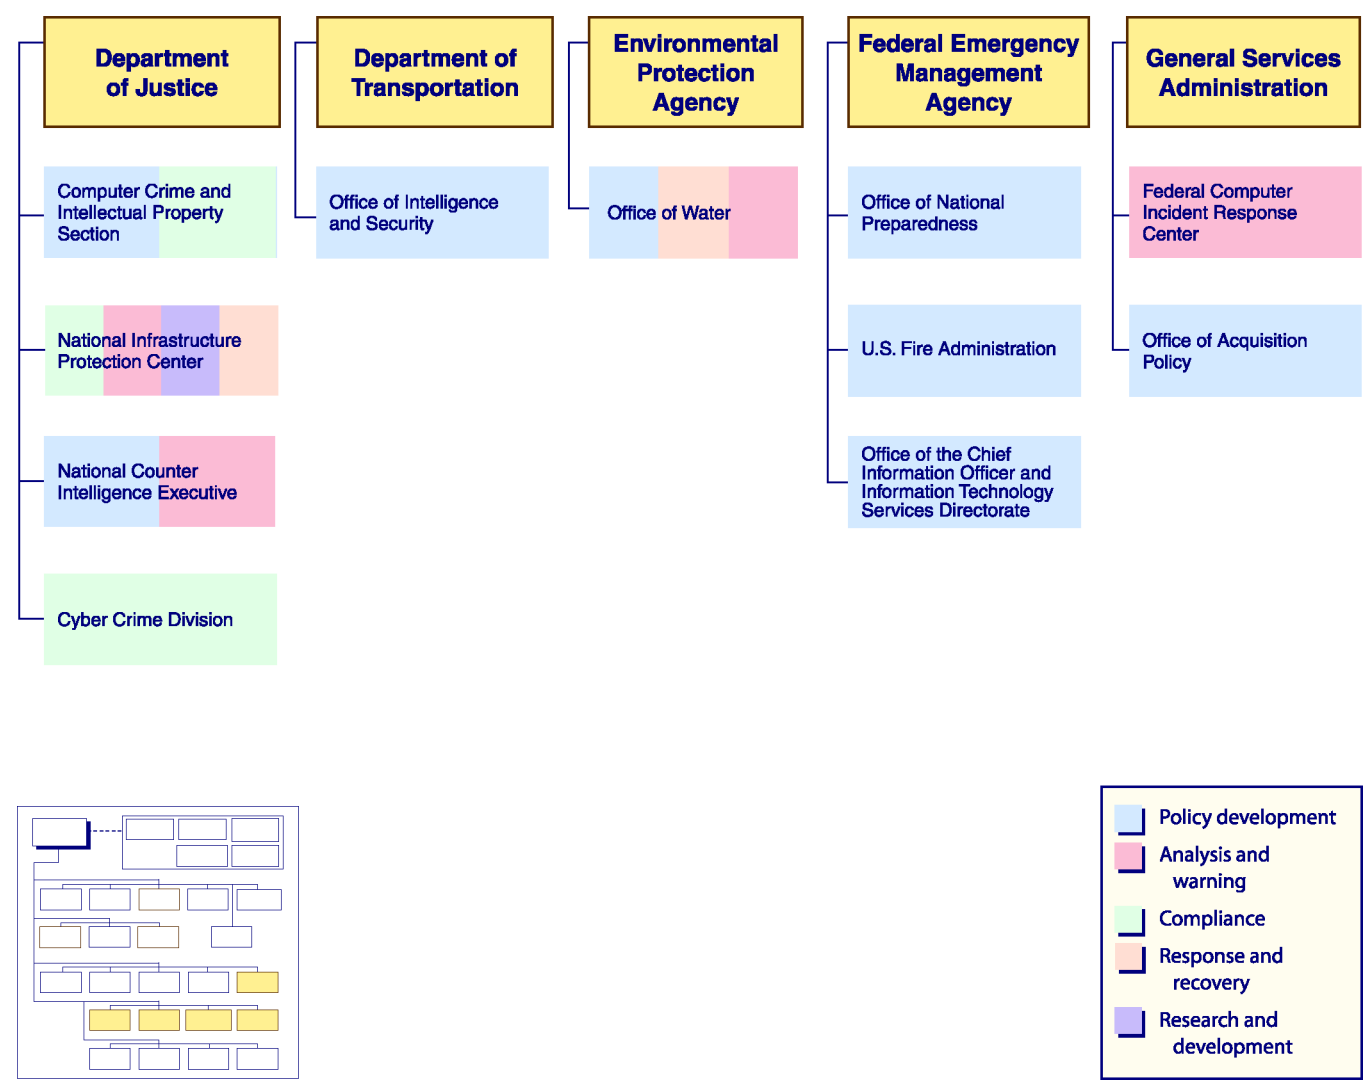 Department
of Justice
Department of
Transportation
Environmental
Protection
Agency
Federal Emergency
Management
Agency
General Services
Administration
Computer Crime and
Intellectual Property
Section
Office of Intelligence
and Security
Office of Water
Office of National
Preparedness
Federal Computer
Incident Response
Center
National Infrastructure
Protection Center
U.S. Fire Administration
Office of Acquisition
Policy
National Counter
Intelligence Executive
Office of the Chief
Information Officer and
Information Technology
Services Directorate
Cyber Crime Division
Policy development
Analysis and
warning
Compliance
Response and
recovery
Research and
development